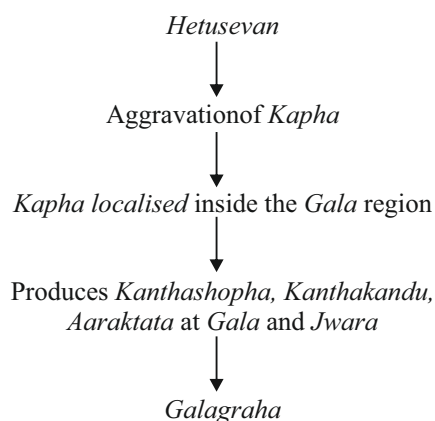 Hetusevan
Aggravationof Kapha
Kapha localised inside the Gala region
Produces Kanthashopha, Kanthakandu,
Aaraktata at Gala and Jwara
Galagraha